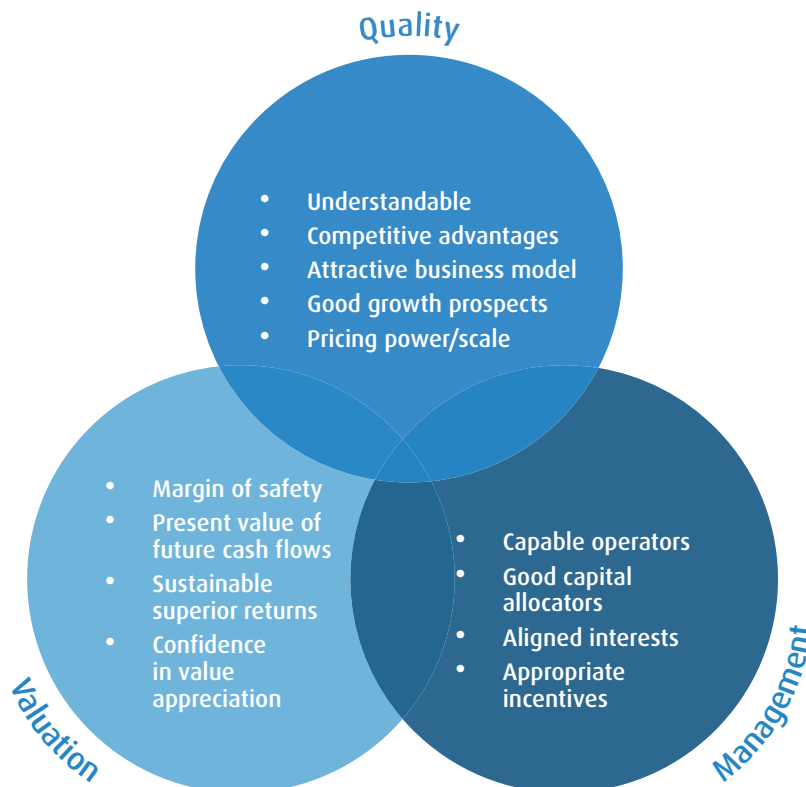 Quality
• Understandable
• Competitive advantages
• Attractive business model
• Good growth prospects
• Pricing power/scale
Valuation
• Margin of safety
• Present value of
future cash flows
• Sustainable
superior returns
• Confidence
in value
appreciation
Management
• Capable operators
• Good capital
allocators
• Aligned interests
• Appropriate
incentives